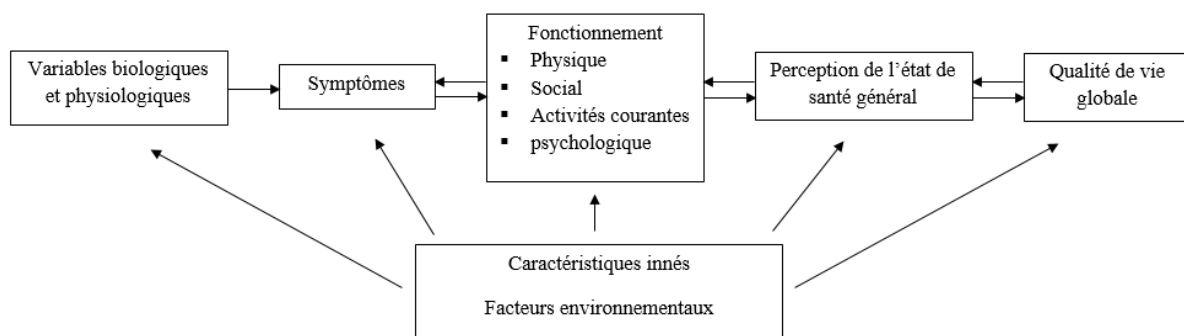 Variables biologiques
et physiologiques
Symptômes
Fonctionnement
▪ Physique
▪ Social
▪ Activités courantes
▪ psychologique
Perception de l’état de
santé général
Qualité de vie
globale
Caractéristiques innés
Facteurs environnementaux